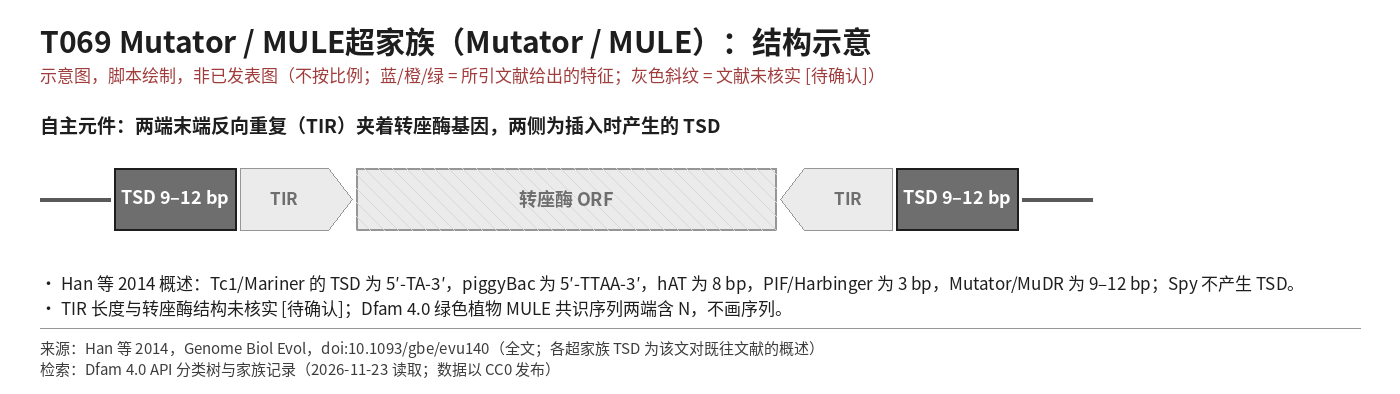 T069 Mutator / MULE超家族（Mutator / MULE）：结构示意
示意图，脚本绘制，非已发表图（不按比例；蓝/橙/绿 = 所引文献给出的特征；灰色斜纹 = 文献未核实 [待确认]）
自主元件：两端末端反向重复（TIR）夹着转座酶基因，两侧为插入时产生的 TSD
TSD 9–12 bp TIR 转座酶 ORF TIR TSD 9–12 bp
· Han 等 2014 概述：Tc1/Mariner 的 TSD 为 5′-TA-3′，piggyBac 为 5′-TTAA-3′，hAT 为 8 bp，PIF/Harbinger 为 3 bp，Mutator/MuDR 为 9–12 bp；Spy 不产生 TSD。
· TIR 长度与转座酶结构未核实 [待确认]；Dfam 4.0 绿色植物 MULE 共识序列两端含 N，不画序列。
来源：Han 等 2014，Genome Biol Evol，doi:10.1093/gbe/evu140（全文；各超家族 TSD 为该文对既往文献的概述）
检索：Dfam 4.0 API 分类树与家族记录（2026-11-23 读取；数据以 CC0 发布）